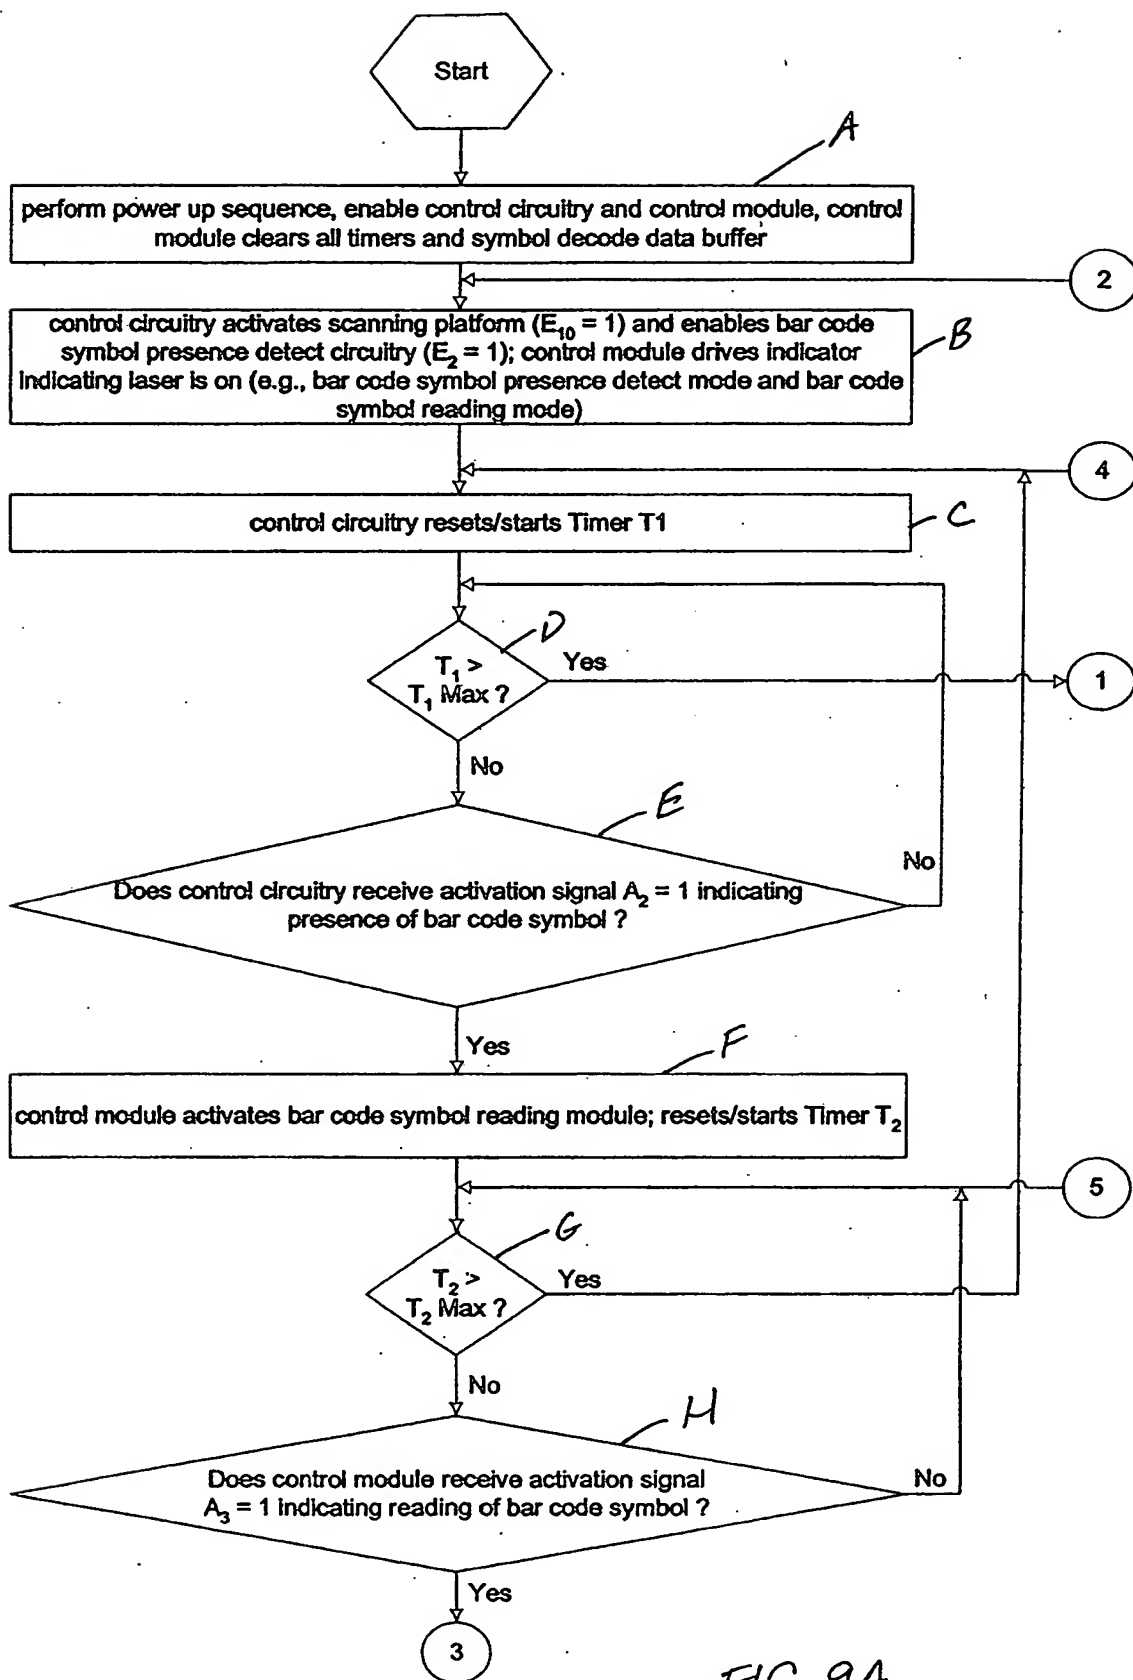 Start
A
perform power up sequence, enable control circuitry and control module, control
module clears all timers and symbol decode data buffer
2
control circuitry activates scanning platform (E₁₀ = 1) and enables bar code
symbol presence detect circuitry (E₂ = 1); control module drives indicator
indicating laser is on (e.g., bar code symbol presence detect mode and bar code
symbol reading mode)
B
4
control circuitry resets/starts Timer T1
C
D
T₁ >
T₁ Max ?
Yes
1
No
E
No
Does control circuitry receive activation signal A₂ = 1 indicating
presence of bar code symbol ?
Yes
F
control module activates bar code symbol reading module; resets/starts Timer T₂
5
G
T₂ >
T₂ Max ?
Yes
No
H
Does control module receive activation signal
A₃ = 1 indicating reading of bar code symbol ?
No
Yes
3
FIG. 9A